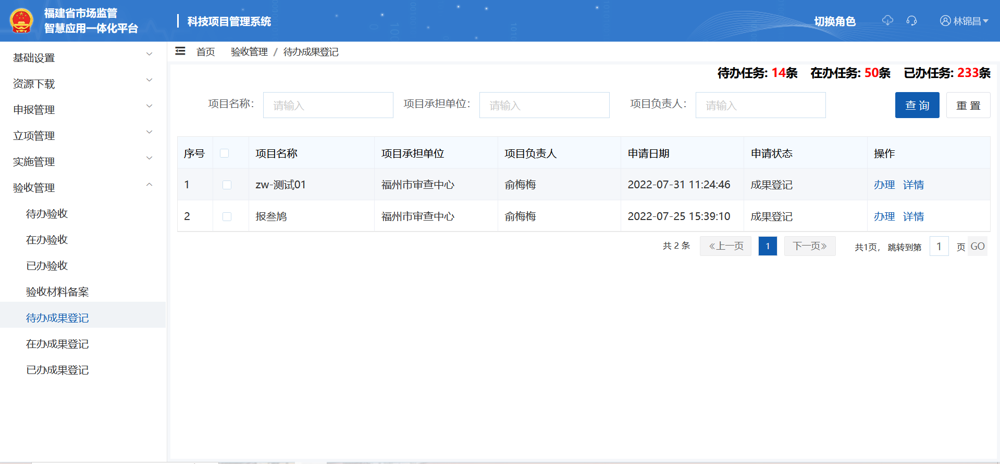 福建省市场监管
智慧应用一体化平台
科技项目管理系统
切换角色
林锦昌
基础设置
资源下载
申报管理
立项管理
实施管理
验收管理
待办验收
在办验收
已办验收
验收材料备案
待办成果登记
在办成果登记
已办成果登记
首页 验收管理 / 待办成果登记
待办任务: 14条 在办任务: 50条 已办任务: 233条
项目名称: 请输入 项目承担单位: 请输入 项目负责人: 请输入 查 询 重 置
序号 项目名称 项目承担单位 项目负责人 申请日期 申请状态 操作
1 zw-测试01 福州市审查中心 俞梅梅 2022-07-31 11:24:46 成果登记 办理 详情
2 报叁鸠 福州市审查中心 俞梅梅 2022-07-25 15:39:10 成果登记 办理 详情
共 2 条 «上一页 1 下一页» 共1页, 跳转到第 1 页 GO